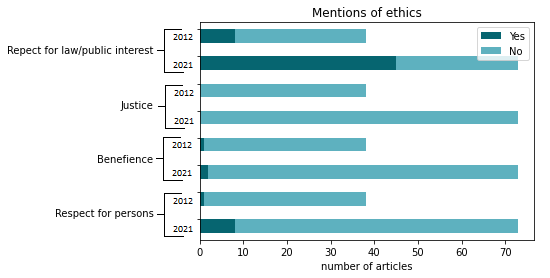 Mentions of ethics
Yes
No
Repect for law/public interest
2012
2021
Justice
2012
2021
Benefience
2012
2021
Respect for persons
2012
2021
0 10 20 30 40 50 60 70
number of articles